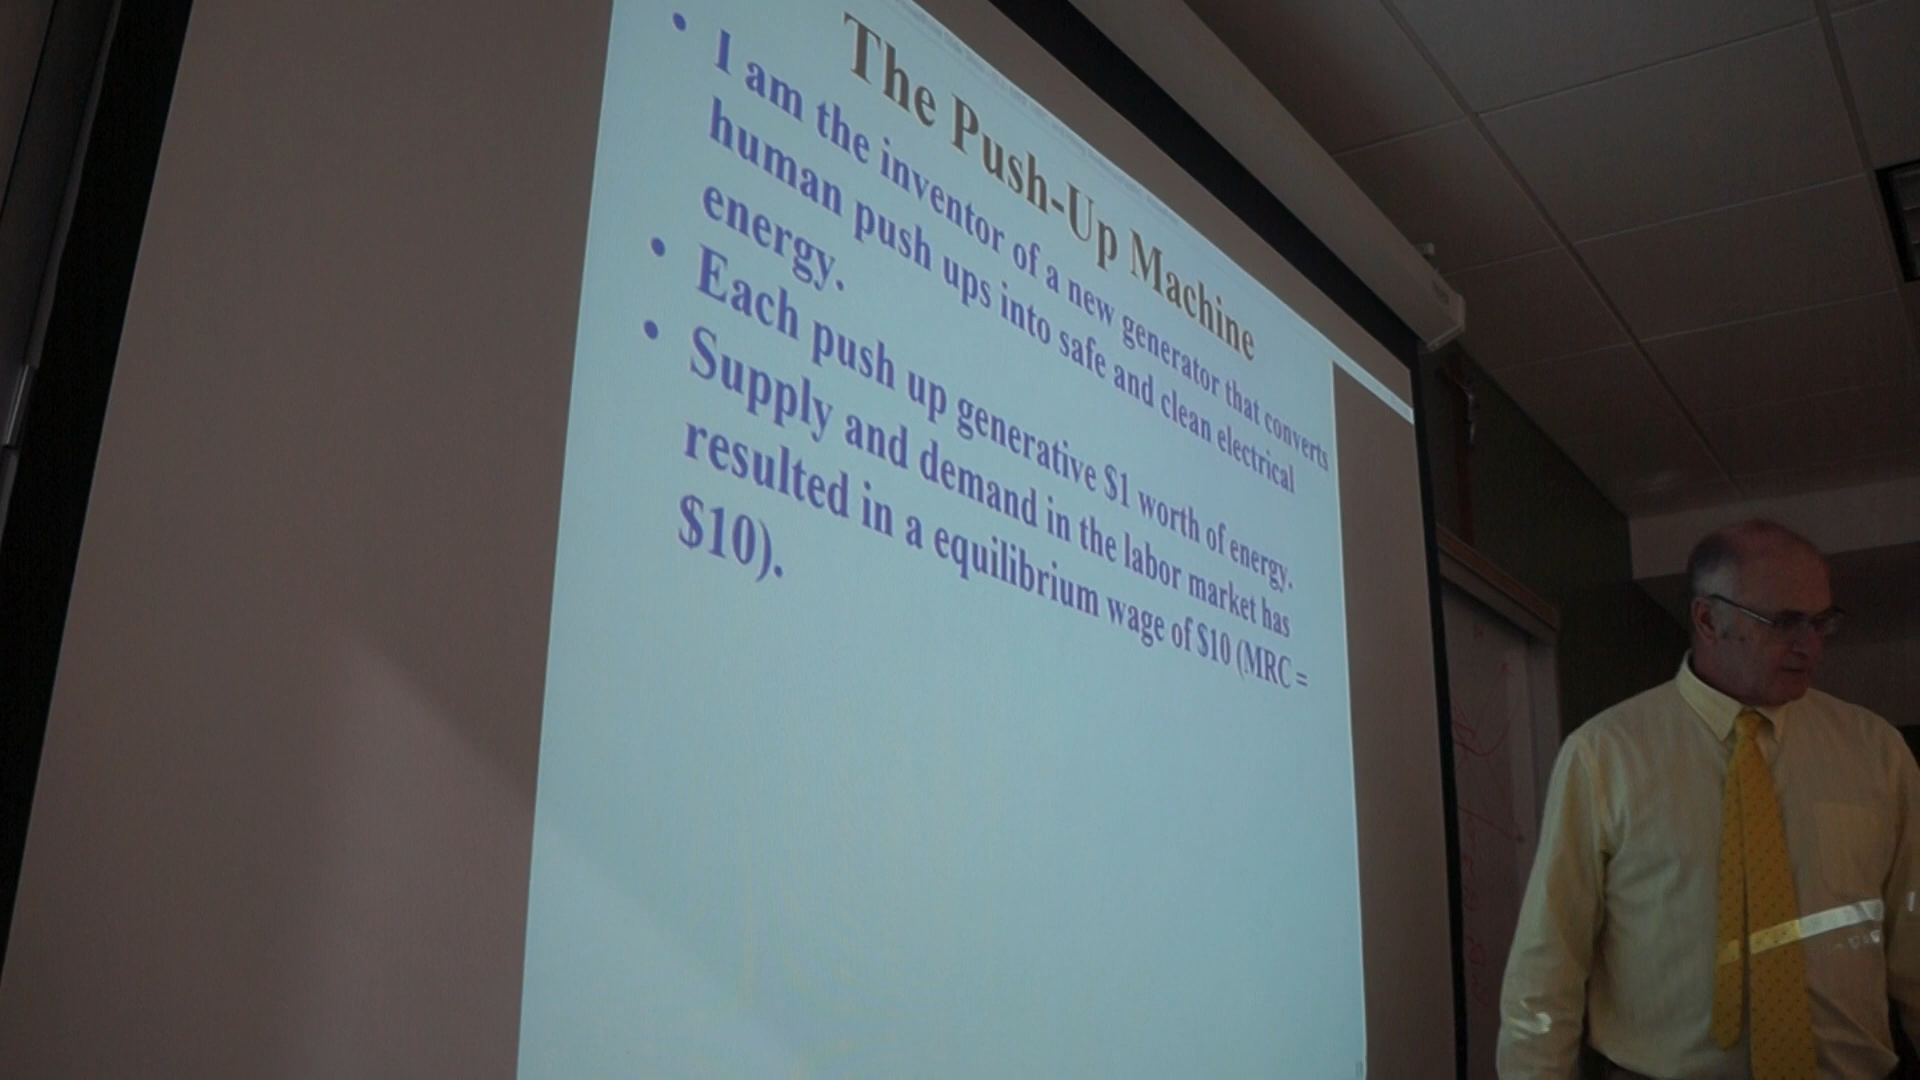 The Push-Up Machine
• I am the inventor of a new generator that converts
human push ups into safe and clean electrical
energy.
• Each push up generative $1 worth of energy.
• Supply and demand in the labor market has
resulted in a equilibrium wage of $10 (MRC =
$10).